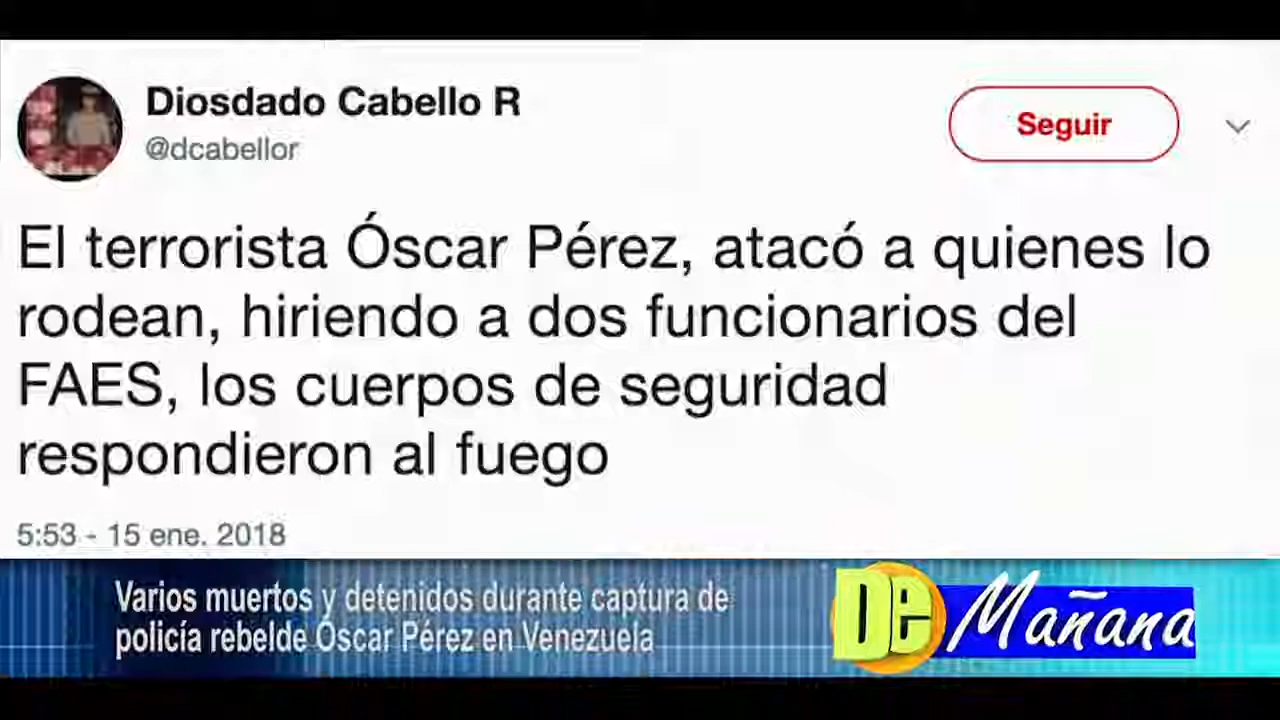 Diosdado Cabello R
@dcabellor
Seguir
El terrorista Óscar Pérez, atacó a quienes lo
rodean, hiriendo a dos funcionarios del
FAES, los cuerpos de seguridad
respondieron al fuego
5:53 - 15 ene. 2018
Varios muertos y detenidos durante captura de
policía rebelde Óscar Pérez en Venezuela
De Mañana